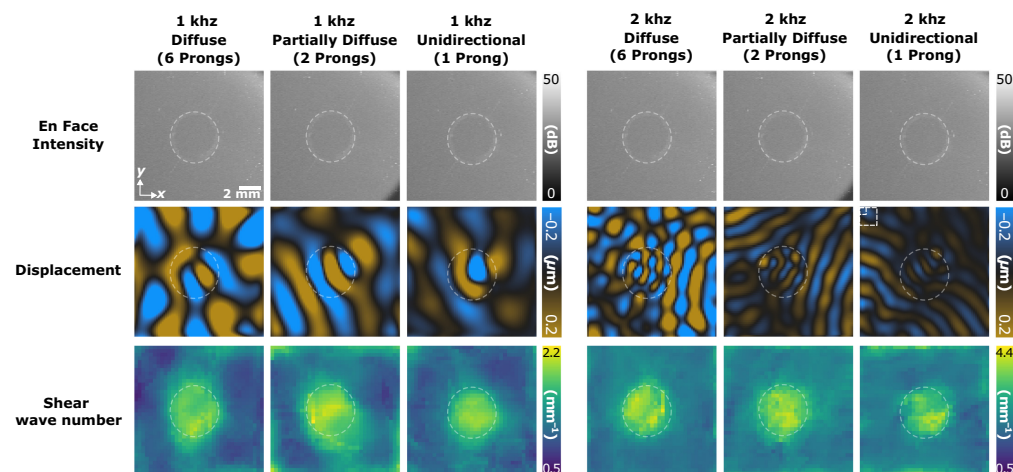 1 khz
Diffuse
(6 Prongs)
1 khz
Partially Diffuse
(2 Prongs)
1 khz
Unidirectional
(1 Prong)
2 khz
Diffuse
(6 Prongs)
2 khz
Partially Diffuse
(2 Prongs)
2 khz
Unidirectional
(1 Prong)
En Face
Intensity
y
x
2 mm
50
(dB)
0
50
(dB)
0
Displacement
−0.2
(μm)
0.2
−0.2
(μm)
0.2
Shear
wave number
2.2
(mm⁻¹)
0.5
4.4
(mm⁻¹)
0.5